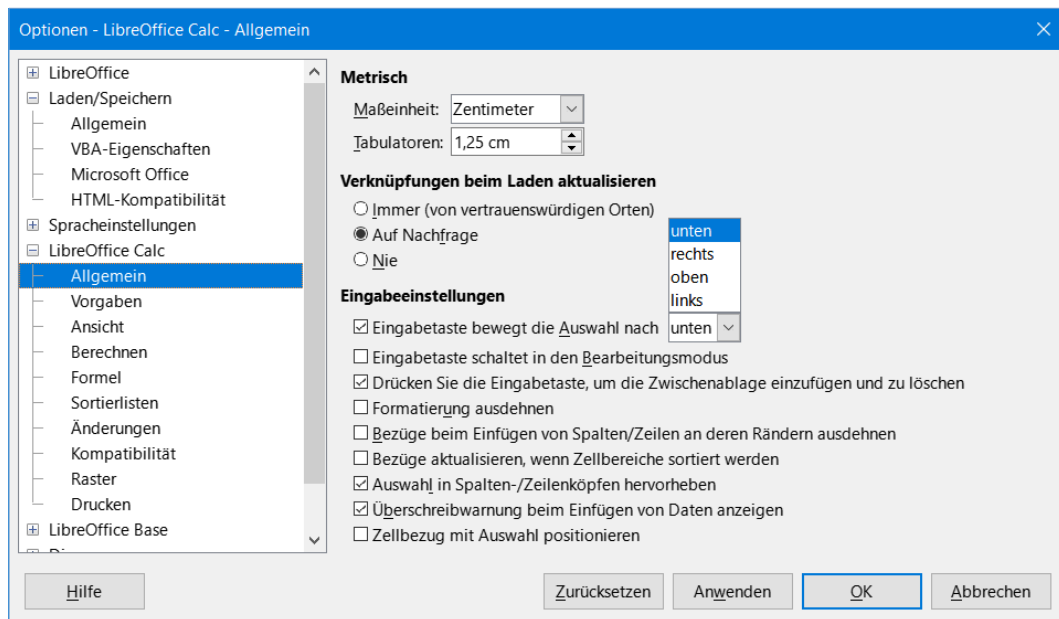 Optionen - LibreOffice Calc - Allgemein
LibreOffice
Laden/Speichern
Allgemein
VBA-Eigenschaften
Microsoft Office
HTML-Kompatibilität
Spracheinstellungen
LibreOffice Calc
Allgemein
Vorgaben
Ansicht
Berechnen
Formel
Sortierlisten
Änderungen
Kompatibilität
Raster
Drucken
LibreOffice Base
Metrisch
Maßeinheit: Zentimeter
Tabulatoren: 1,25 cm
Verknüpfungen beim Laden aktualisieren
Immer (von vertrauenswürdigen Orten)
Auf Nachfrage
Nie
unten
rechts
oben
links
Eingabeeinstellungen
Eingabetaste bewegt die Auswahl nach unten
Eingabetaste schaltet in den Bearbeitungsmodus
Drücken Sie die Eingabetaste, um die Zwischenablage einzufügen und zu löschen
Formatierung ausdehnen
Bezüge beim Einfügen von Spalten/Zeilen an deren Rändern ausdehnen
Bezüge aktualisieren, wenn Zellbereiche sortiert werden
Auswahl in Spalten-/Zeilenköpfen hervorheben
Überschreibwarnung beim Einfügen von Daten anzeigen
Zellbezug mit Auswahl positionieren
Hilfe Zurücksetzen Anwenden OK Abbrechen